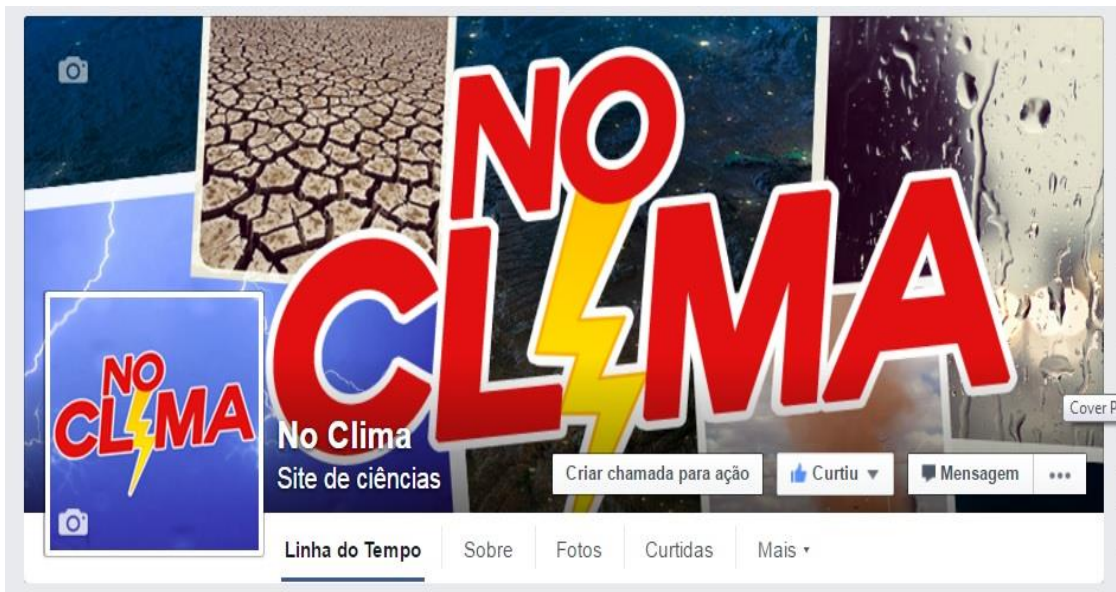 NO
CLIMA
NO
CLIMA
No Clima
Site de ciências
Criar chamada para ação
Curtiu
Mensagem
Cover P
Linha do Tempo
Sobre
Fotos
Curtidas
Mais